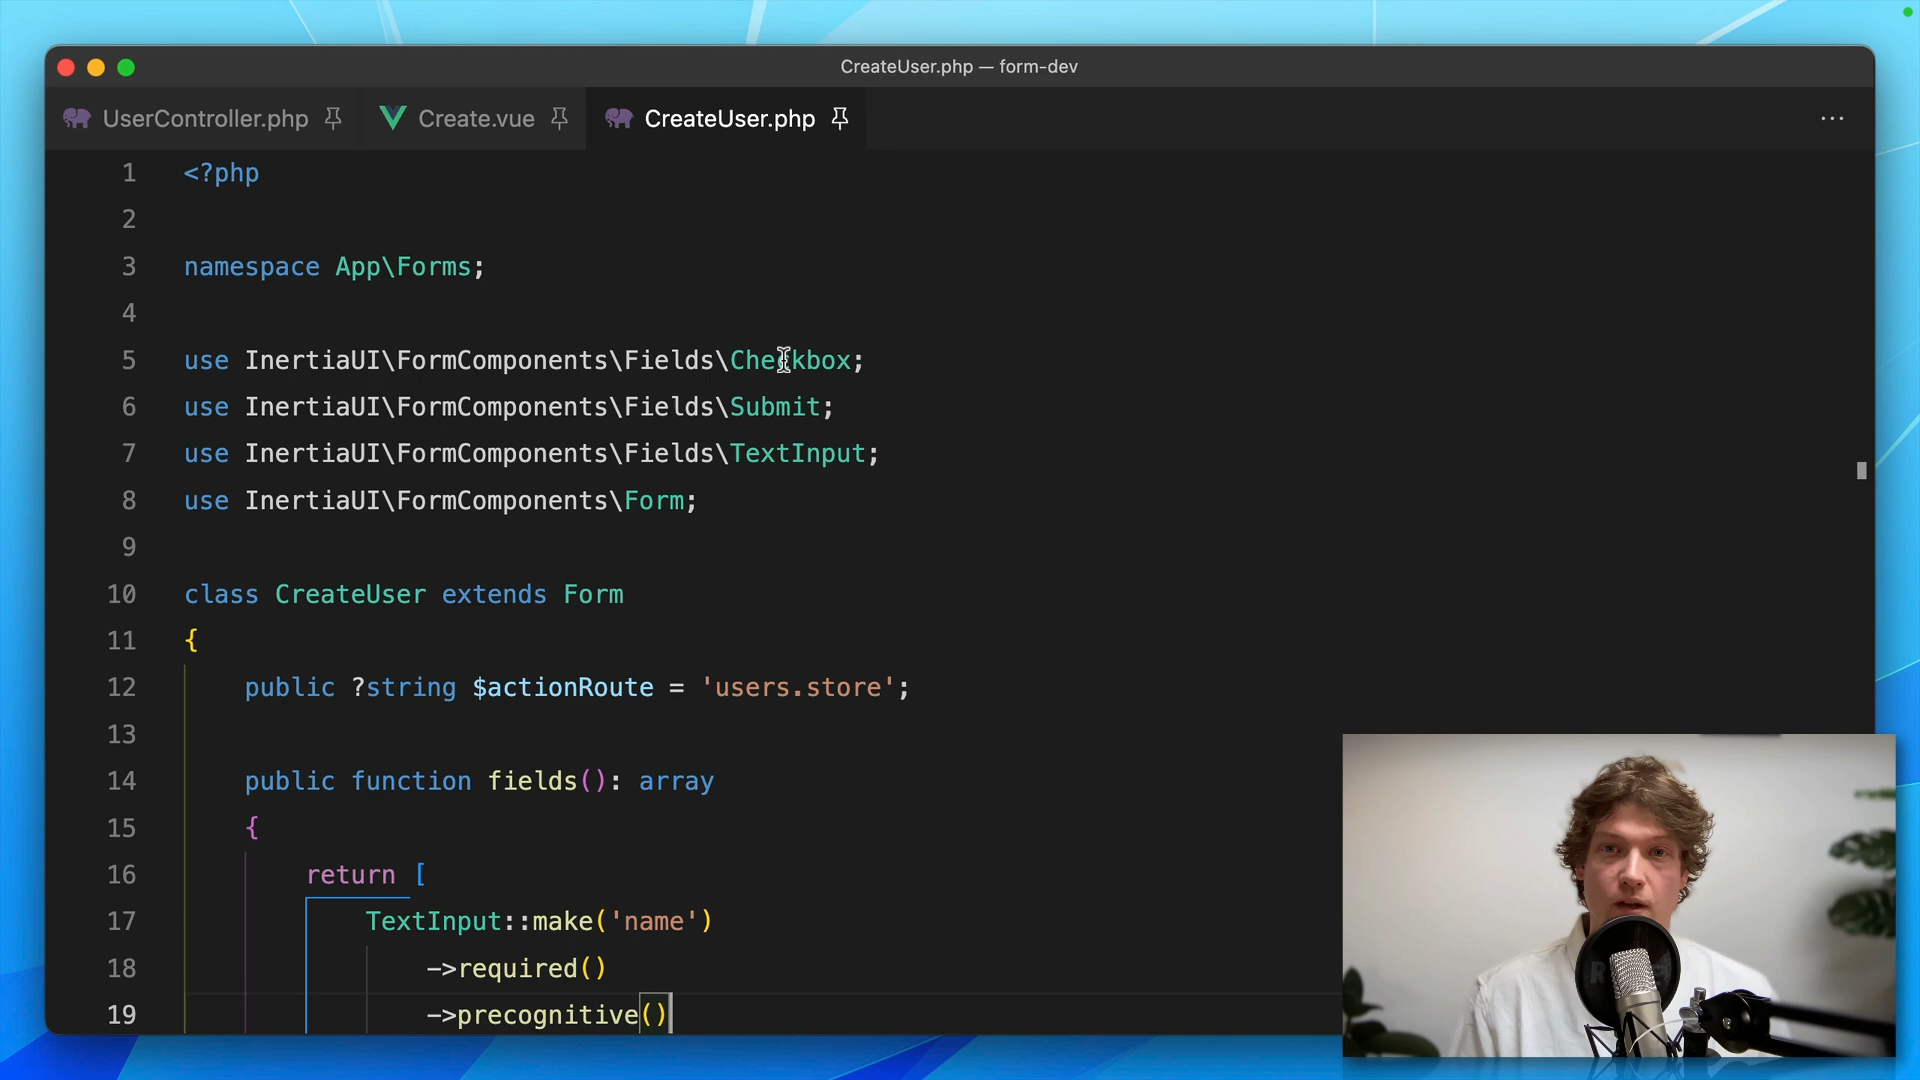 CreateUser.php — form-dev
UserController.php
Create.vue
CreateUser.php
1 <?php
2
3 namespace App\Forms;
4
5 use InertiaUI\FormComponents\Fields\Checkbox;
6 use InertiaUI\FormComponents\Fields\Submit;
7 use InertiaUI\FormComponents\Fields\TextInput;
8 use InertiaUI\FormComponents\Form;
9
10 class CreateUser extends Form
11 {
12 public ?string $actionRoute = 'users.store';
13
14 public function fields(): array
15 {
16 return [
17 TextInput::make('name')
18 ->required()
19 ->precognitive()